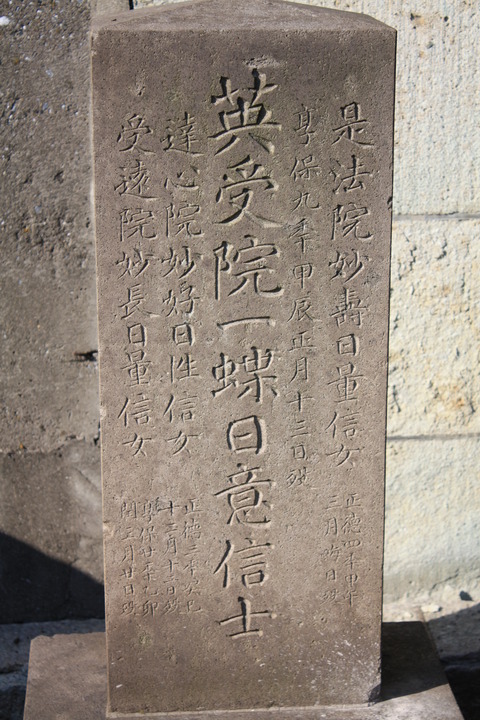 是法院妙壽日量信女
正徳四年甲午
三月晦日歿
享保九年甲辰正月十三日歿
英受院一蝶日意信士
達心院妙好日性信女
正徳三年癸巳
十二月十二日歿
受遠院妙長日量信女
享保廿年乙卯
閏三月廿日歿